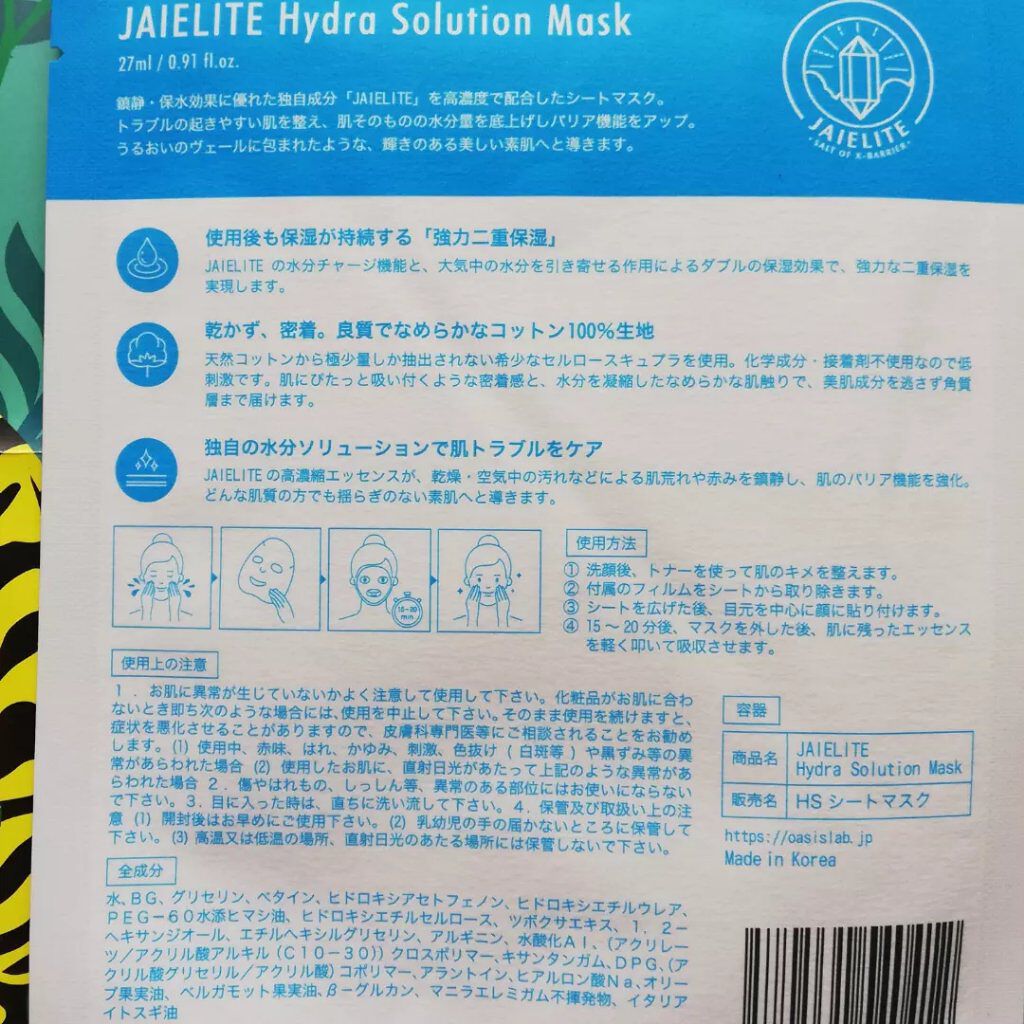 JAIELITE Hydra Solution Mask
27ml / 0.91 fl.oz.
鎮静・保水効果に優れた独自成分「JAIELITE」を高濃度で配合したシートマスク。
トラブルの起きやすい肌を整え、肌そのものの水分量を底上げしバリア機能をアップ。
うるおいのヴェールに包まれたような、輝きのある美しい素肌へと導きます。
JAIELITE
SALT OF X-BARRIER
使用後も保湿が持続する「強力二重保湿」
JAIELITE の水分チャージ機能と、大気中の水分を引き寄せる作用によるダブルの保湿効果で、強力な二重保湿を
実現します。
乾かず、密着。良質でなめらかなコットン100%生地
天然コットンから極少量しか抽出されない希少なセルロースキュプラを使用。化学成分・接着剤不使用なので低
刺激です。肌にぴたっと吸い付くような密着感と、水分を凝縮したなめらかな肌触りで、美肌成分を逃さず角質
層まで届けます。
独自の水分ソリューションで肌トラブルをケア
JAIELITE の高濃縮エッセンスが、乾燥・空気中の汚れなどによる肌荒れや赤みを鎮静し、肌のバリア機能を強化。
どんな肌質の方でも揺らぎのない素肌へと導きます。
15~20
min
使用方法
① 洗顔後、トナーを使って肌のキメを整えます。
② 付属のフィルムをシートから取り除きます。
③ シートを広げた後、目元を中心に顔に貼り付けます。
④ 15～20分後、マスクを外した後、肌に残ったエッセンス
を軽く叩いて吸収させます。
使用上の注意
1．お肌に異常が生じていないかよく注意して使用して下さい。化粧品がお肌に合わ
ないとき即ち次のような場合には、使用を中止して下さい。そのまま使用を続けますと、
症状を悪化させることがありますので、皮膚科専門医等にご相談されることをお勧め
します。(1) 使用中、赤味、はれ、かゆみ、刺激、色抜け ( 白斑等 ) や黒ずみ等の異
常があらわれた場合 (2) 使用したお肌に、直射日光があたって上記のような異常があ
らわれた場合 2．傷やはれもの、しっしん等、異常のある部位にはお使いにならない
で下さい。3．目に入った時は、直ちに洗い流して下さい。4．保管及び取扱い上の注
意 (1) 開封後はお早めにご使用下さい。(2) 乳幼児の手の届かないところに保管して
下さい。(3) 高温又は低温の場所、直射日光のあたる場所には保管しないで下さい。
容器
商品名 JAIELITE
Hydra Solution Mask
販売名 HS シートマスク
https://oasislab.jp
Made in Korea
全成分
水、BG、グリセリン、ベタイン、ヒドロキシアセトフェノン、ヒドロキシエチルウレア、
PEG－60水添ヒマシ油、ヒドロキシエチルセルロース、ツボクサエキス、1，2－
ヘキサンジオール、エチルヘキシルグリセリン、アルギニン、水酸化Al、(アクリレー
ツ／アクリル酸アルキル (C10－30)) クロスポリマー、キサンタンガム、DPG、(ア
クリル酸グリセリル／アクリル酸) コポリマー、アラントイン、ヒアルロン酸Na、オリー
ブ果実油、ベルガモット果実油、β－グルカン、マニラエレミガム不揮発物、イタリア
イトスギ油